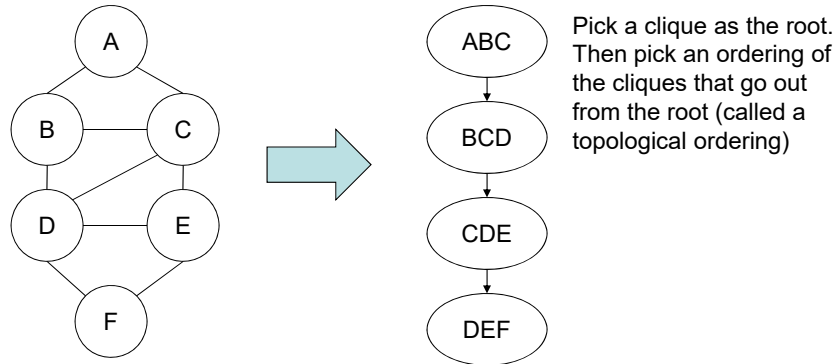 A
B
C
D
E
F
ABC
BCD
CDE
DEF
Pick a clique as the root.
Then pick an ordering of
the cliques that go out
from the root (called a
topological ordering)